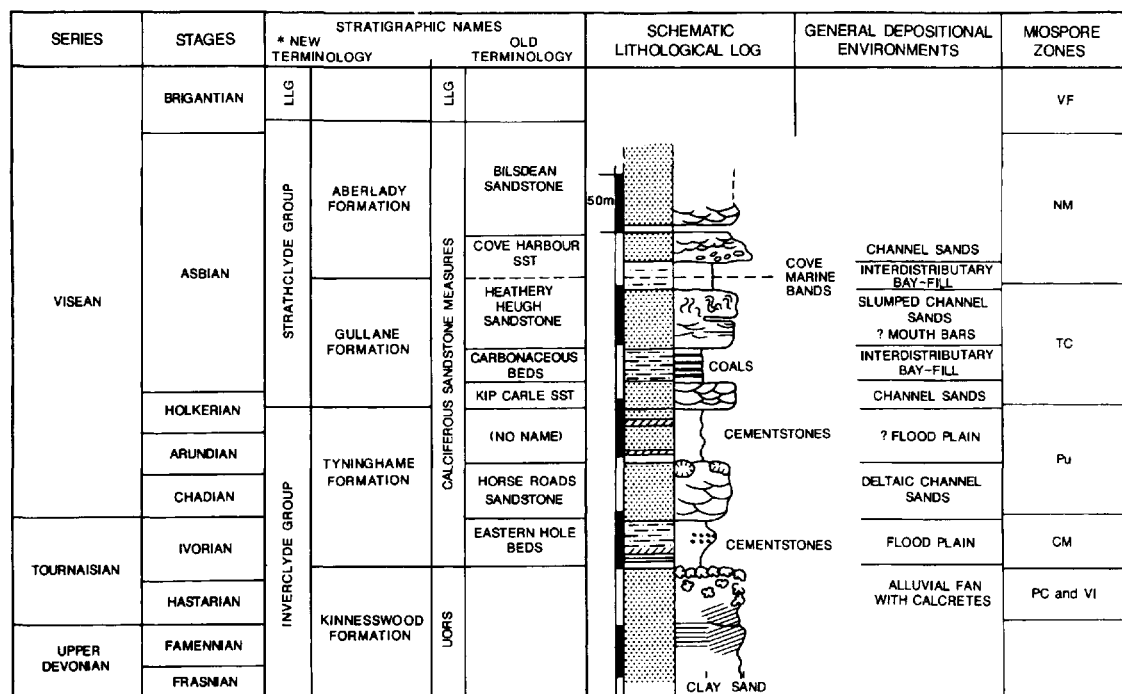 SERIES
STAGES
STRATIGRAPHIC NAMES
* NEW
TERMINOLOGY
OLD
TERMINOLOGY
SCHEMATIC
LITHOLOGICAL LOG
GENERAL DEPOSITIONAL
ENVIRONMENTS
MIOSPORE
ZONES
VISEAN
TOURNAISIAN
UPPER
DEVONIAN
BRIGANTIAN
ASBIAN
HOLKERIAN
ARUNDIAN
CHADIAN
IVORIAN
HASTARIAN
FAMENNIAN
FRASNIAN
LLG
STRATHCLYDE GROUP
INVERCLYDE GROUP
ABERLADY
FORMATION
GULLANE
FORMATION
TYNINGHAME
FORMATION
KINNESSWOOD
FORMATION
LLG
CALCIFEROUS SANDSTONE MEASURES
UORS
BILSDEAN
SANDSTONE
COVE HARBOUR
SST
HEATHERY
HEUGH
SANDSTONE
CARBONACEOUS
BEDS
KIP CARLE SST
(NO NAME)
HORSE ROADS
SANDSTONE
EASTERN HOLE
BEDS
50m
COVE
MARINE
BANDS
COALS
CEMENTSTONES
CEMENTSTONES
CLAY SAND
CHANNEL SANDS
INTERDISTRIBUTARY
BAY-FILL
SLUMPED CHANNEL
SANDS
? MOUTH BARS
INTERDISTRIBUTARY
BAY-FILL
CHANNEL SANDS
? FLOOD PLAIN
DELTAIC CHANNEL
SANDS
FLOOD PLAIN
ALLUVIAL FAN
WITH CALCRETES
VF
NM
TC
Pu
CM
PC and VI